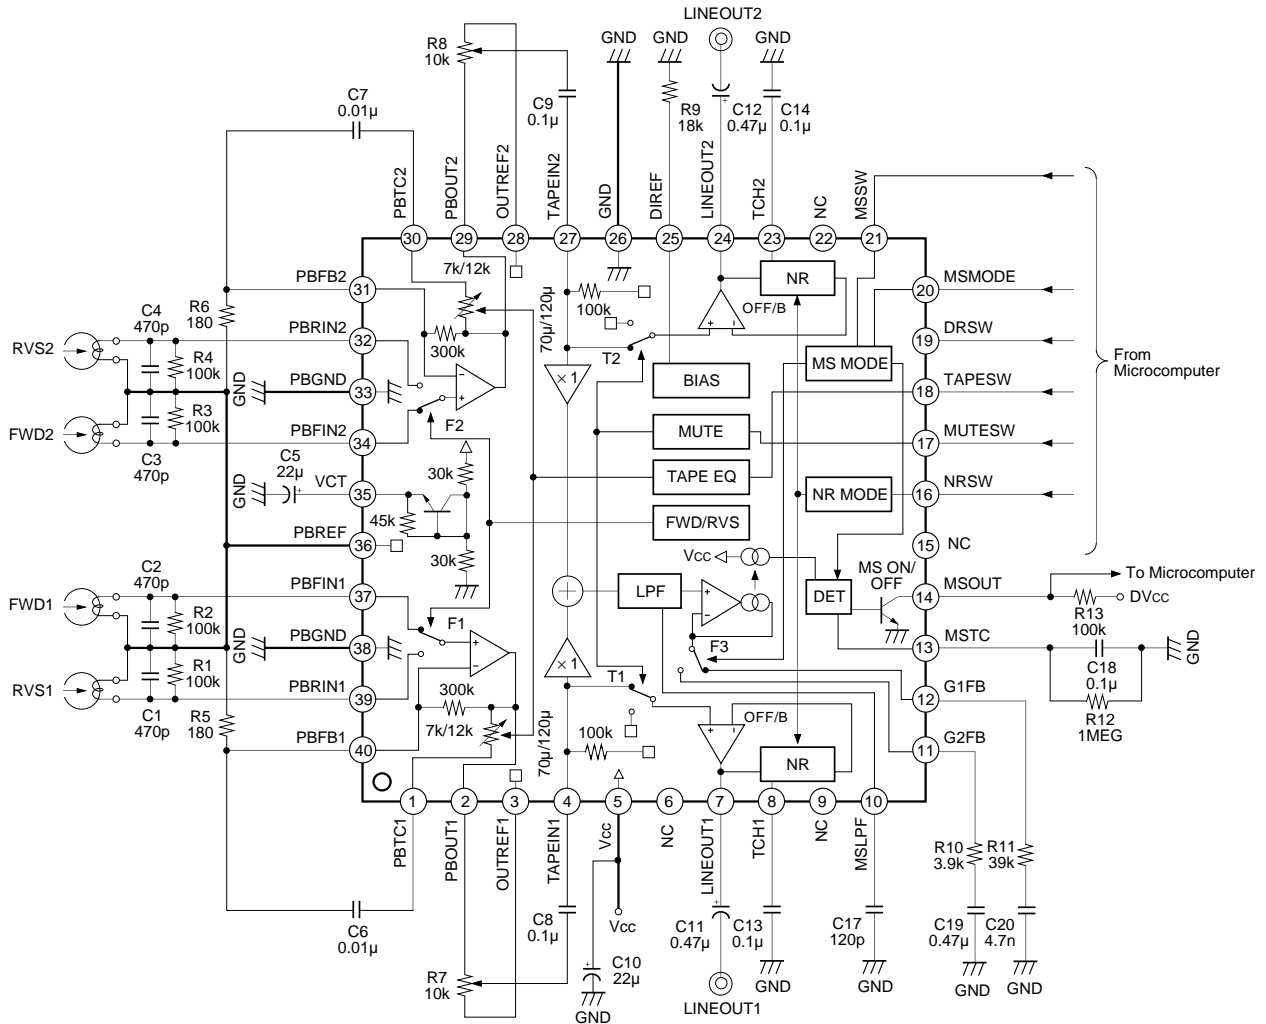 LINEOUT2
R8
10k
GND
GND
GND
C7
0.01µ
C9
0.1µ
R9
18k
C12
0.47µ
C14
0.1µ
PBTC2
PBOUT2
OUTREF2
TAPEIN2
GND
DIREF
LINEOUT2
TCH2
NC
MSSW
30
29
28
27
26
25
24
23
22
21
PBFB2
31
7k/12k
70µ/120µ
100k
NR
OFF/B
20
MSMODE
C4
470p
R6
180
PBRIN2
32
300k
T2
19
DRSW
RVS2
R4
100k
GND
PBGND
33
×1
BIAS
MS MODE
18
TAPESW
From
Microcomputer
R3
100k
FWD2
PBFIN2
34
F2
MUTE
17
MUTESW
C3
470p
C5
22µ
GND
VCT
35
30k
TAPE EQ
NR MODE
16
NRSW
45k
FWD/RVS
PBREF
36
30k
Vcc
15
NC
C2
470p
PBFIN1
37
LPF
DET
MS ON/
OFF
14
MSOUT
To Microcomputer
DVcc
FWD1
R2
100k
R13
100k
GND
PBGND
38
F1
×1
F3
13
MSTC
C18
0.1µ
GND
R1
100k
RVS1
PBRIN1
39
T1
12
G1FB
R12
1MEG
C1
470p
R5
180
300k
7k/12k
PBFB1
40
70µ/120µ
100k
OFF/B
NR
11
G2FB
1
2
3
4
5
6
7
8
9
10
PBTC1
PBOUT1
OUTREF1
TAPEIN1
Vcc
NC
LINEOUT1
TCH1
NC
MSLPF
R10
3.9k
R11
39k
C6
0.01µ
C8
0.1µ
Vcc
C11
0.47µ
C13
0.1µ
C17
120p
C19
0.47µ
C20
4.7n
R7
10k
C10
22µ
GND
LINEOUT1
GND
GND
GND
GND